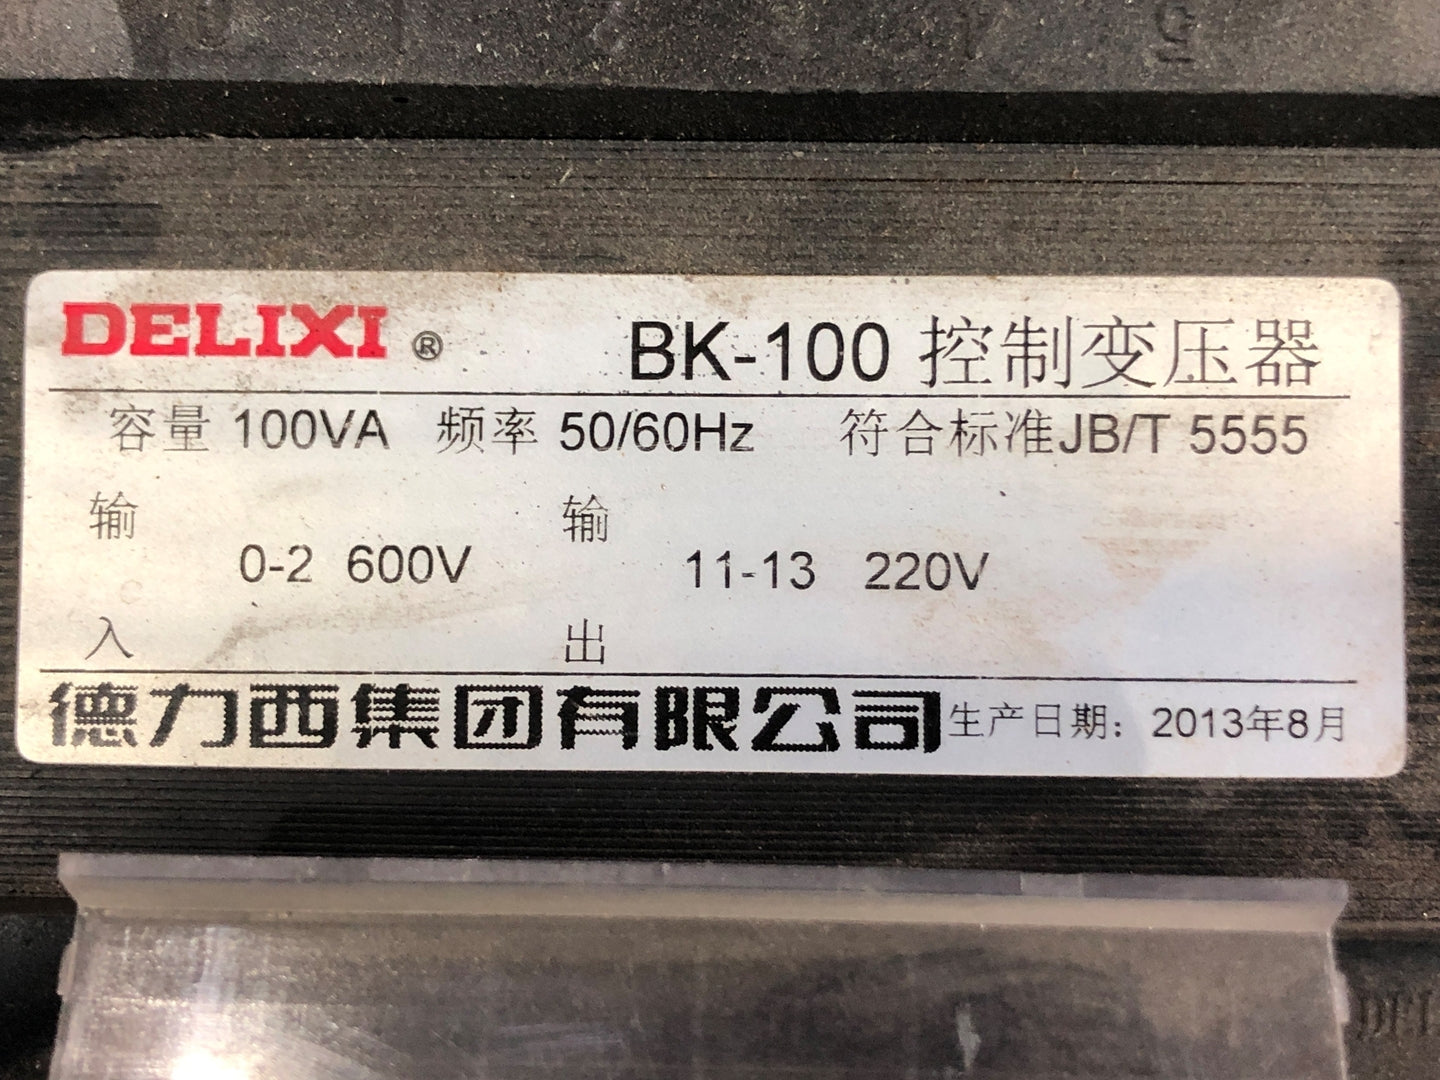 DELIXI ® BK-100 控制变压器
容量 100VA 频率 50/60Hz 符合标准JB/T 5555
输入 0-2 600V 输出 11-13 220V
德力西集团有限公司 生产日期：2013年8月